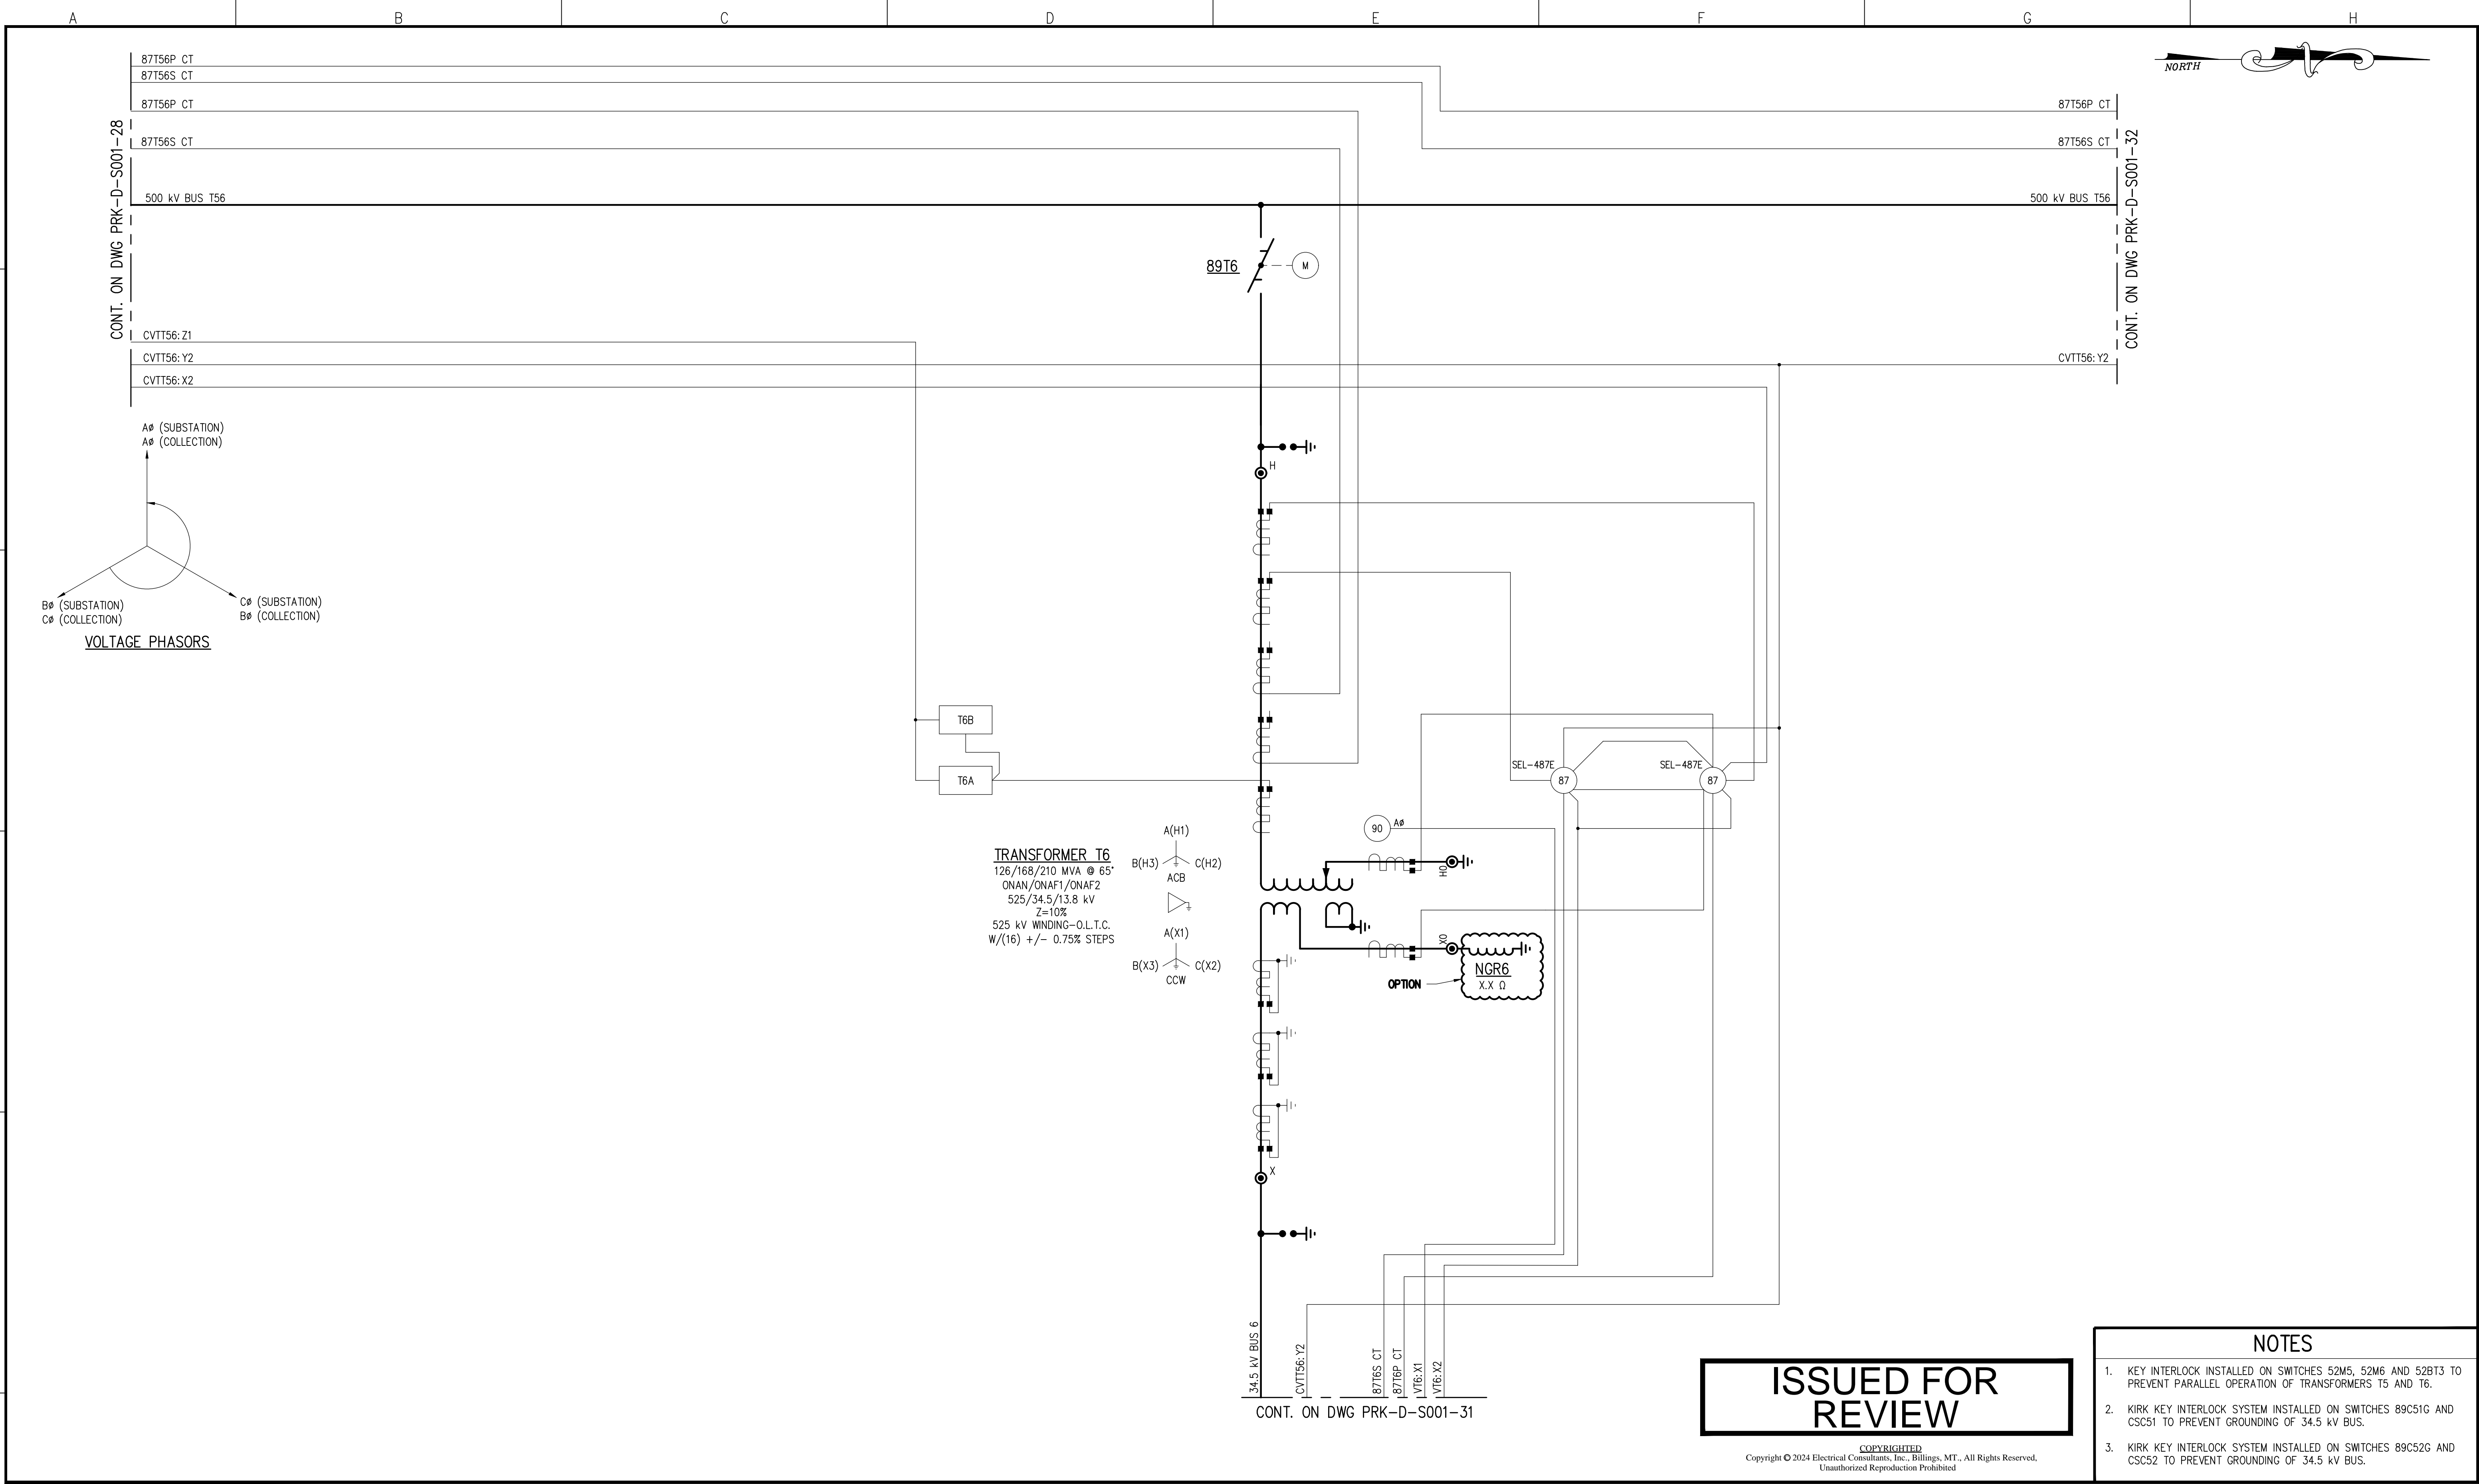 A B C D E F G H
NORTH
87T56P CT
87T56S CT
87T56P CT
87T56S CT
500 kV BUS T56
CONT. ON DWG PRK-D-S001-28
CVTT56:Z1
CVTT56:Y2
CVTT56:X2
87T56P CT
87T56S CT
500 kV BUS T56
CONT. ON DWG PRK-D-S001-32
CVTT56:Y2
89T6
M
AØ (SUBSTATION)
AØ (COLLECTION)
BØ (SUBSTATION)
CØ (COLLECTION)
CØ (SUBSTATION)
BØ (COLLECTION)
VOLTAGE PHASORS
H
T6B
T6A
SEL-487E
87
SEL-487E
87
90
AØ
TRANSFORMER T6
126/168/210 MVA @ 65°
ONAN/ONAF1/ONAF2
525/34.5/13.8 kV
Z=10%
525 kV WINDING-O.L.T.C.
W/(16) +/- 0.75% STEPS
A(H1)
B(H3) C(H2)
ACB
A(X1)
B(X3) C(X2)
CCW
H0
X0
NGR6
X.X Ω
OPTION
X
34.5 kV BUS 6
CVTT56:Y2
87T6S CT
87T6P CT
VT6:X1
VT6:X2
CONT. ON DWG PRK-D-S001-31
ISSUED FOR
REVIEW
COPYRIGHTED
Copyright © 2024 Electrical Consultants, Inc., Billings, MT., All Rights Reserved,
Unauthorized Reproduction Prohibited
NOTES
1. KEY INTERLOCK INSTALLED ON SWITCHES 52M5, 52M6 AND 52BT3 TO
PREVENT PARALLEL OPERATION OF TRANSFORMERS T5 AND T6.
2. KIRK KEY INTERLOCK SYSTEM INSTALLED ON SWITCHES 89C51G AND
CSC51 TO PREVENT GROUNDING OF 34.5 kV BUS.
3. KIRK KEY INTERLOCK SYSTEM INSTALLED ON SWITCHES 89C52G AND
CSC52 TO PREVENT GROUNDING OF 34.5 kV BUS.